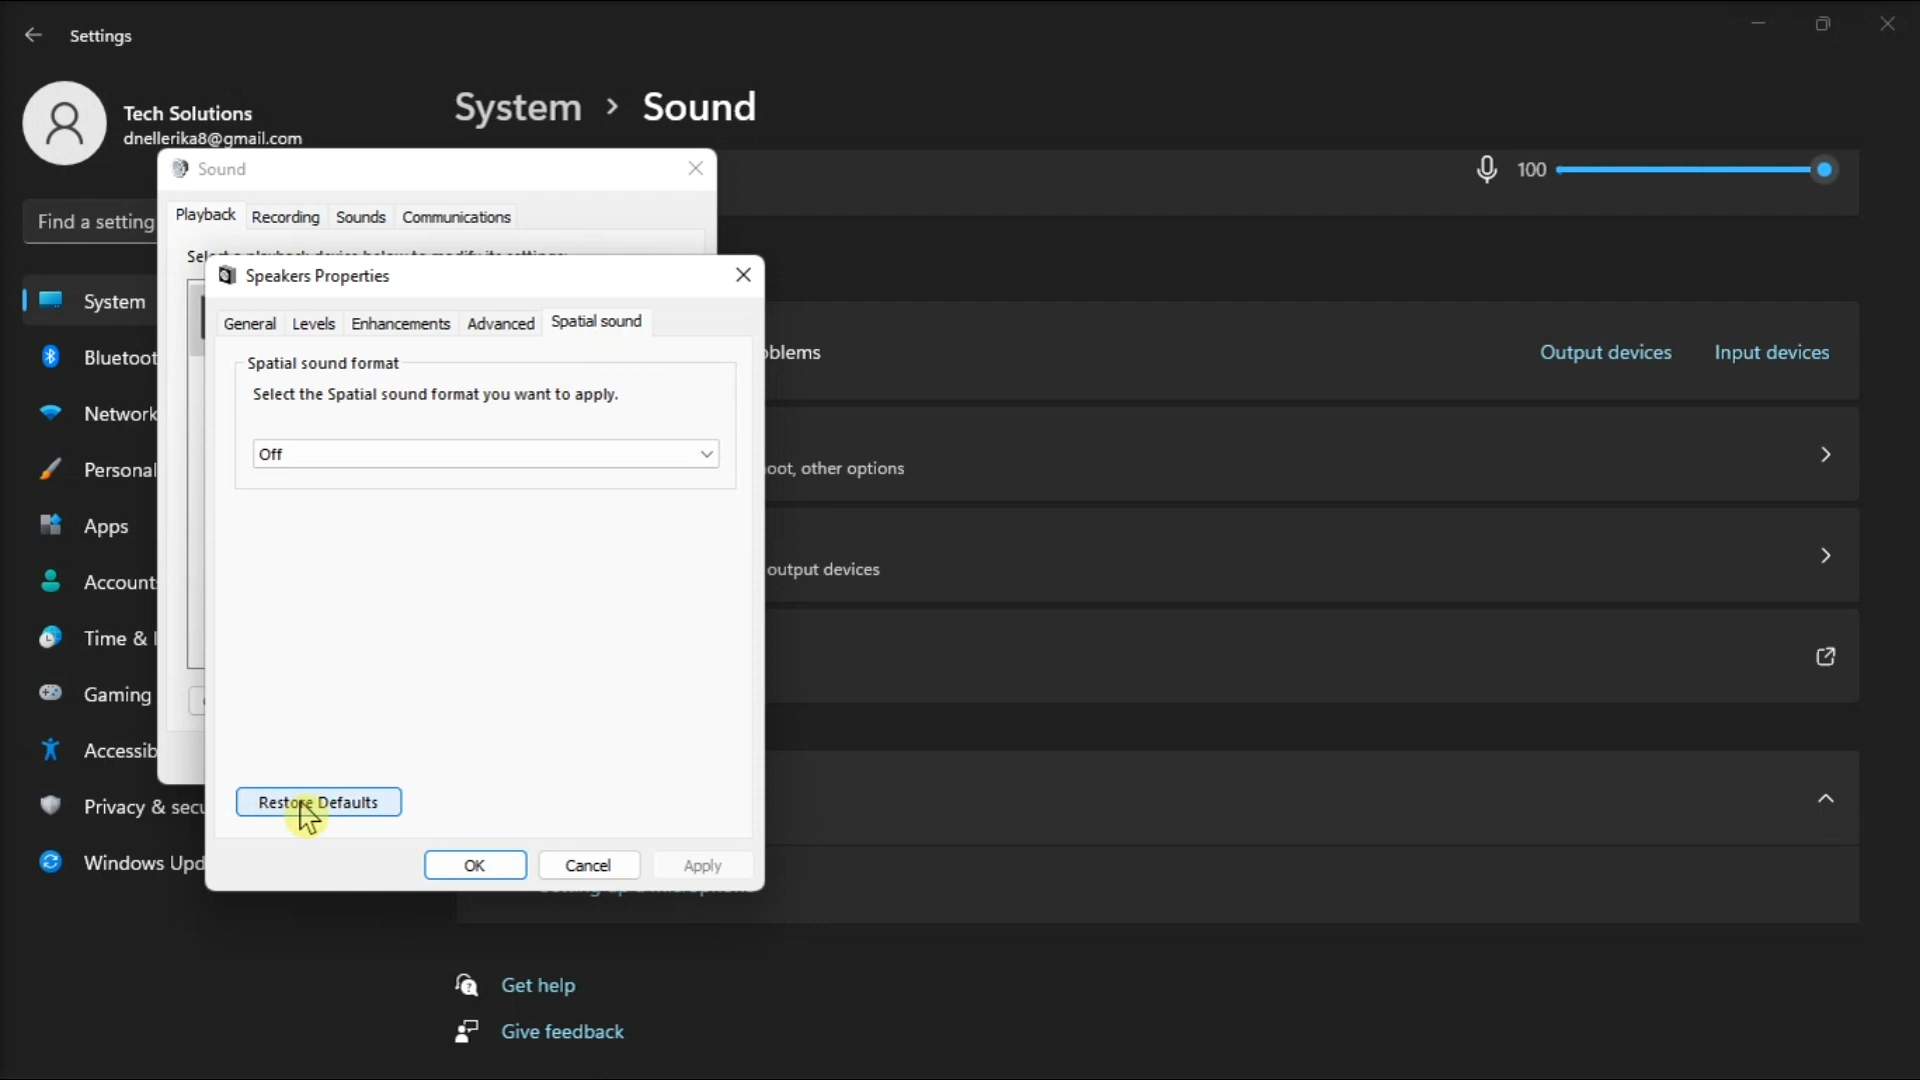 Settings
Tech Solutions
dnellerika8@gmail.com
System > Sound
Find a setting
System
Bluetoot
Network
Personal
Apps
Account
Time &
Gaming
Accessib
Privacy & secu
Windows Upd
Sound
Playback
Recording
Sounds
Communications
Speakers Properties
General
Levels
Enhancements
Advanced
Spatial sound
Spatial sound format
Select the Spatial sound format you want to apply.
Off
Restore Defaults
OK
Cancel
Apply
100
oblems
Output devices
Input devices
oot, other options
output devices
Get help
Give feedback